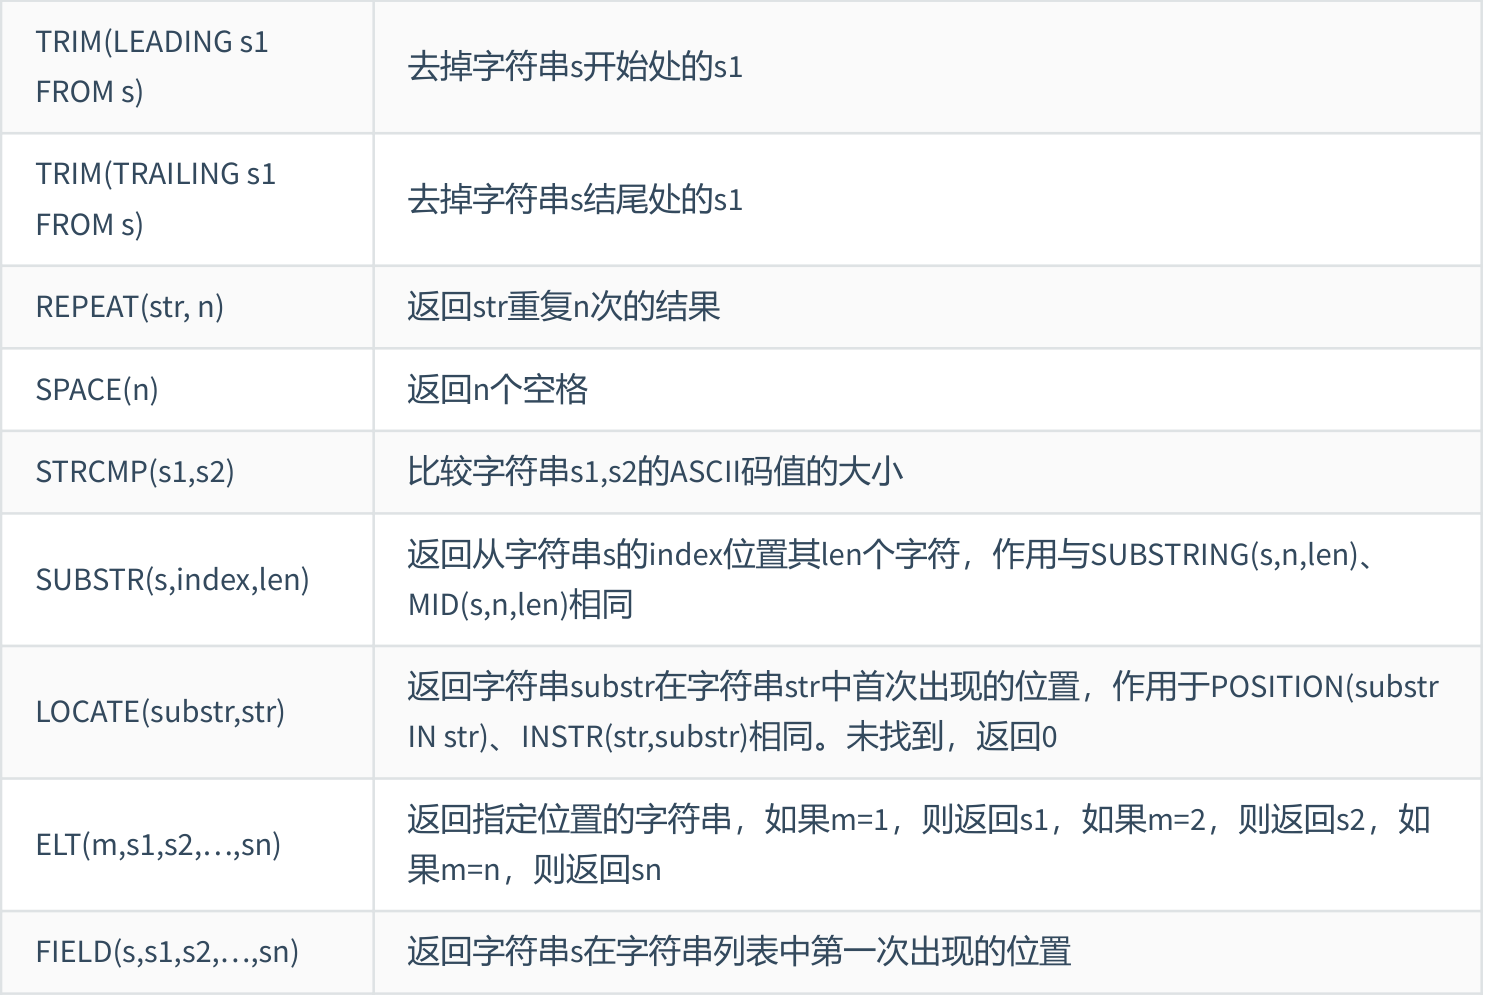 TRIM(LEADING s1
FROM s)
去掉字符串s开始处的s1
TRIM(TRAILING s1
FROM s)
去掉字符串s结尾处的s1
REPEAT(str, n)
返回str重复n次的结果
SPACE(n)
返回n个空格
STRCMP(s1,s2)
比较字符串s1,s2的ASCII码值的大小
SUBSTR(s,index,len)
返回从字符串s的index位置其len个字符，作用与SUBSTRING(s,n,len)、
MID(s,n,len)相同
LOCATE(substr,str)
返回字符串substr在字符串str中首次出现的位置，作用于POSITION(substr
IN str)、INSTR(str,substr)相同。未找到，返回0
ELT(m,s1,s2,…,sn)
返回指定位置的字符串，如果m=1，则返回s1，如果m=2，则返回s2，如
果m=n，则返回sn
FIELD(s,s1,s2,…,sn)
返回字符串s在字符串列表中第一次出现的位置